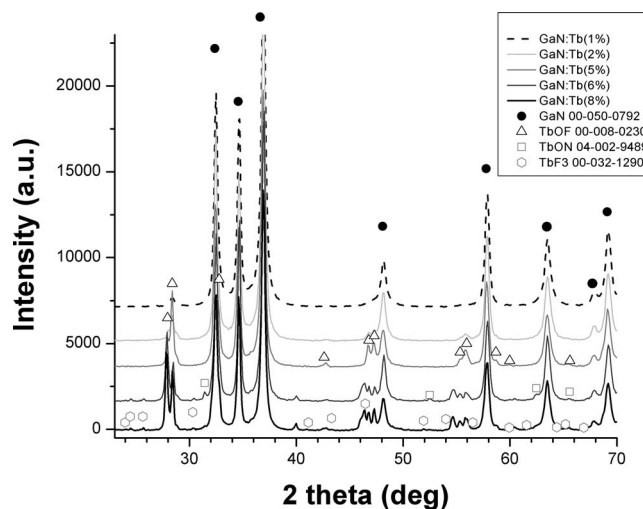 GaN:Tb(1%)
GaN:Tb(2%)
GaN:Tb(5%)
GaN:Tb(6%)
GaN:Tb(8%)
GaN 00-050-0792
TbOF 00-008-0230
TbON 04-002-9489
TbF3 00-032-1290
Intensity (a.u.)
20000
15000
10000
5000
0
30 40 50 60 70
2 theta (deg)